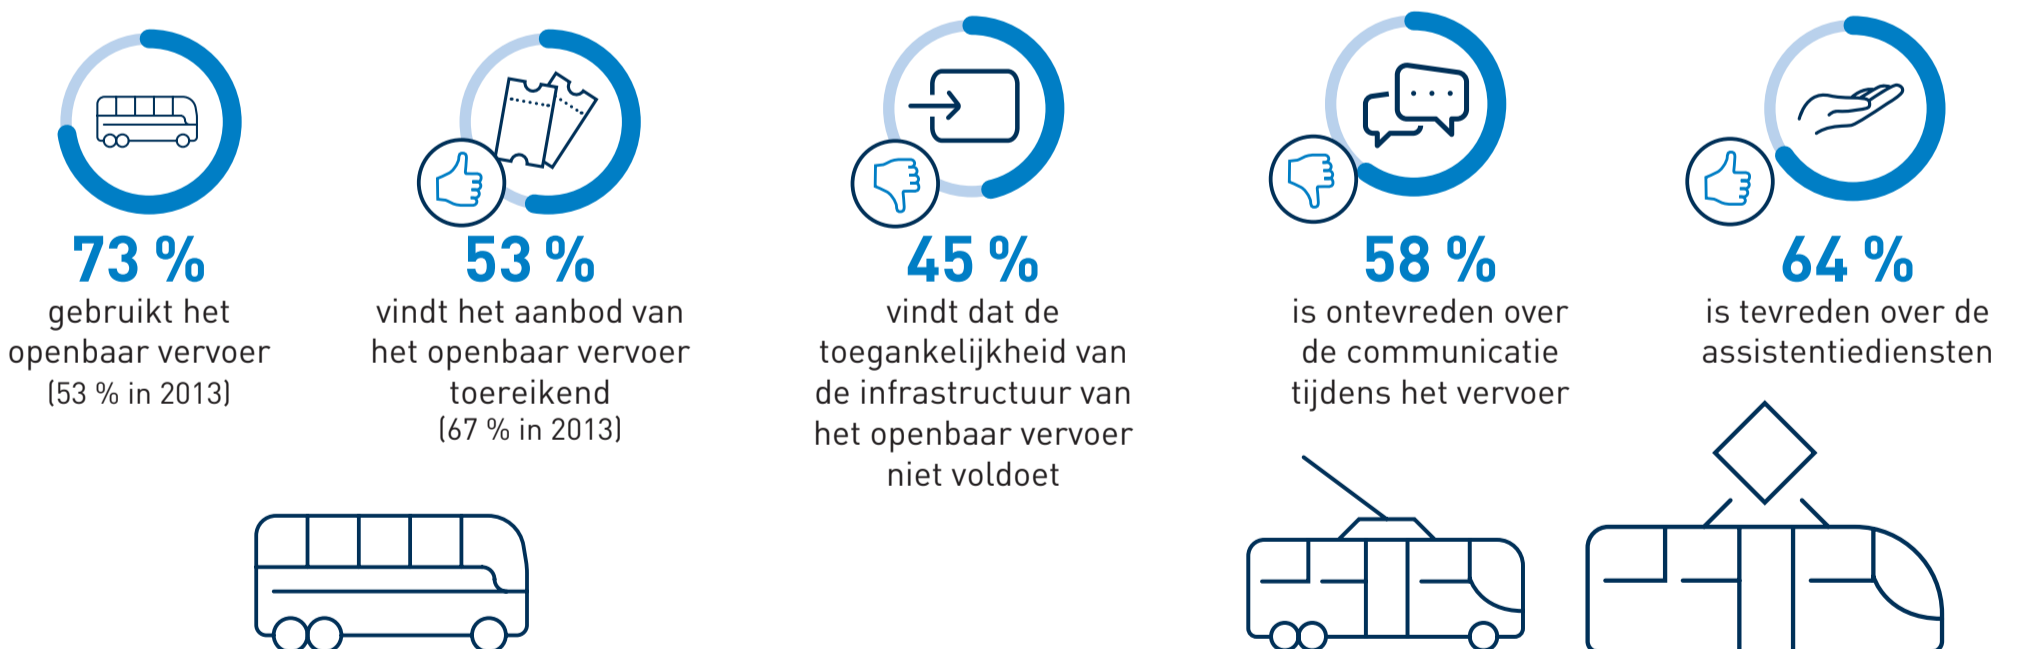 73 %
gebruikt het
openbaar vervoer
(53 % in 2013)
53 %
vindt het aanbod van
het openbaar vervoer
toereikend
(67 % in 2013)
45 %
vindt dat de
toegankelijkheid van
de infrastructuur van
het openbaar vervoer
niet voldoet
58 %
is ontevreden over
de communicatie
tijdens het vervoer
64 %
is tevreden over de
assistentiediensten